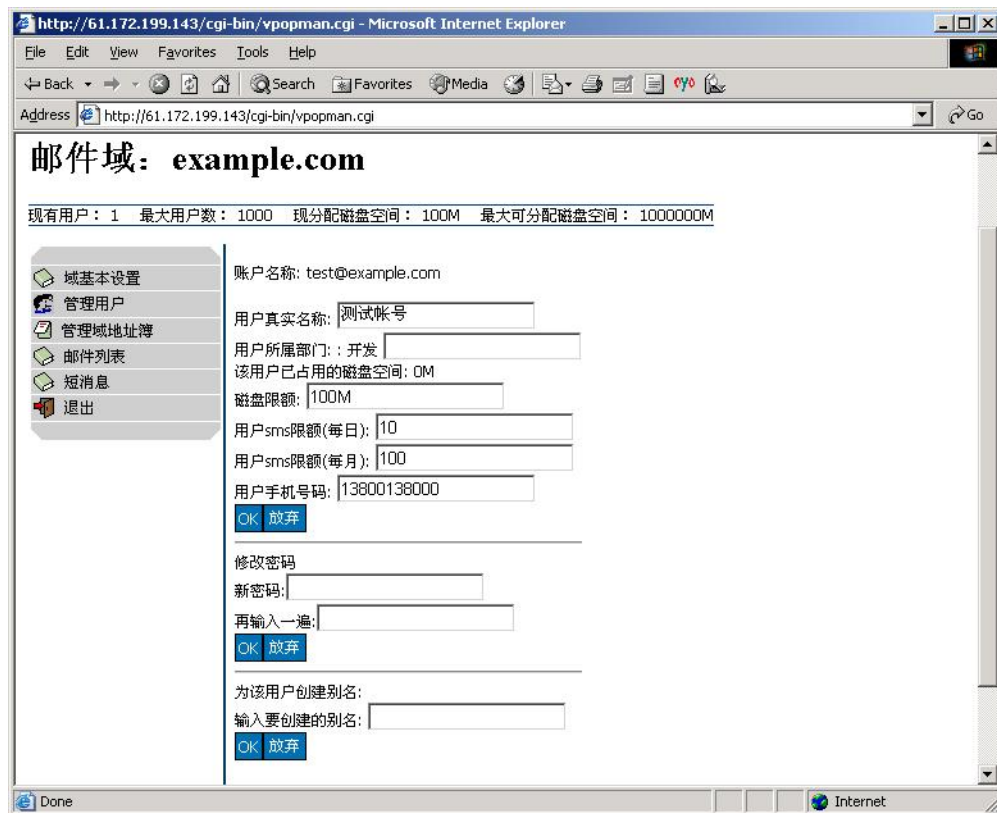 http://61.172.199.143/cgi-bin/vpopman.cgi - Microsoft Internet Explorer
File Edit View Favorites Tools Help
Back Search Favorites Media
Address http://61.172.199.143/cgi-bin/vpopman.cgi Go
邮件域：example.com
现有用户：1 最大用户数：1000 现分配磁盘空间：100M 最大可分配磁盘空间：1000000M
域基本设置
管理用户
管理域地址簿
邮件列表
短消息
退出
账户名称: test@example.com
用户真实名称: 测试帐号
用户所属部门: : 开发
该用户已占用的磁盘空间: 0M
磁盘限额: 100M
用户sms限额(每日): 10
用户sms限额(每月): 100
用户手机号码: 13800138000
OK 放弃
修改密码
新密码:
再输入一遍:
OK 放弃
为该用户创建别名:
输入要创建的别名:
OK 放弃
Done Internet